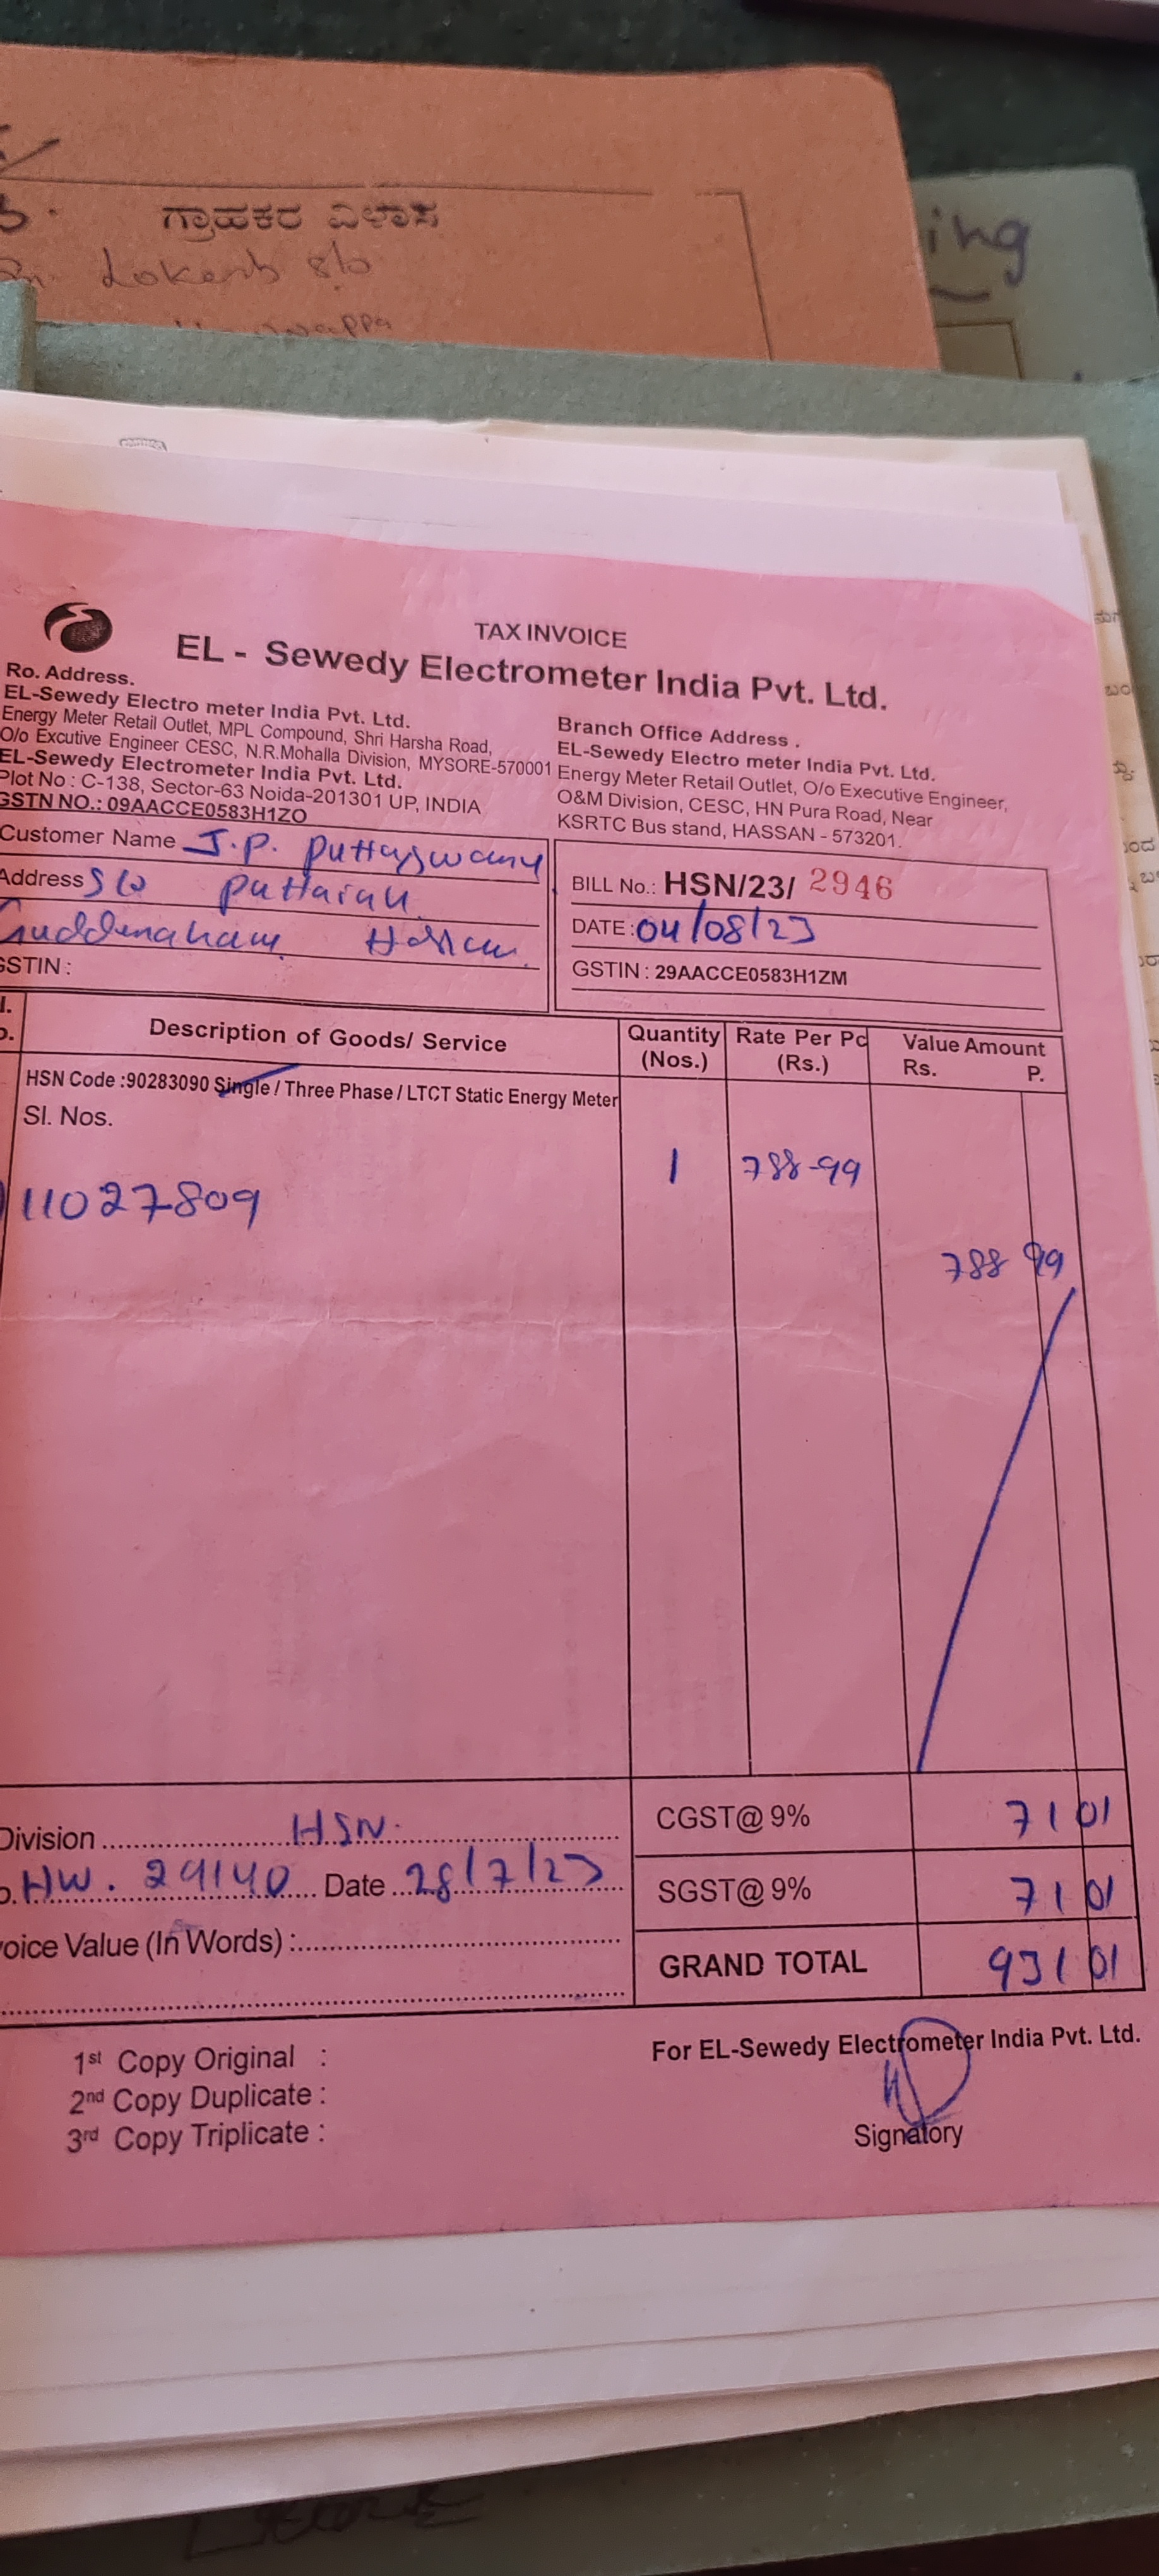 ಗ್ರಾಹಕರ ವಿಳಾಸ
Lokesh s/o
ing
TAX INVOICE
EL - Sewedy Electrometer India Pvt. Ltd.
Ro. Address.
EL-Sewedy Electro meter India Pvt. Ltd.
Energy Meter Retail Outlet, MPL Compound, Shri Harsha Road,
O/o Excutive Engineer CESC, N.R.Mohalla Division, MYSORE-570001
EL-Sewedy Electrometer India Pvt. Ltd.
Plot No : C-138, Sector-63 Noida-201301 UP, INDIA
GSTN NO.: 09AACCE0583H1ZO
Branch Office Address .
EL-Sewedy Electro meter India Pvt. Ltd.
Energy Meter Retail Outlet, O/o Executive Engineer,
O&M Division, CESC, HN Pura Road, Near
KSRTC Bus stand, HASSAN - 573201.
Customer Name J.P. Puttaswamy
Address S/o Puttaiah
Hassan
GSTIN :
BILL No.: HSN/23/ 2946
DATE : 04/08/23
GSTIN : 29AACCE0583H1ZM
Description of Goods/ Service
Quantity (Nos.)
Rate Per Pc (Rs.)
Value Amount
Rs. P.
HSN Code :90283090 Single / Three Phase / LTCT Static Energy Meter
Sl. Nos.
11027809
1
788-99
788 99
Division HSN.
HW. 29140 Date 28/7/23
oice Value (In Words) :
CGST@ 9% 71 01
SGST@ 9% 71 01
GRAND TOTAL 931 01
1st Copy Original :
2nd Copy Duplicate :
3rd Copy Triplicate :
For EL-Sewedy Electrometer India Pvt. Ltd.
Signatory